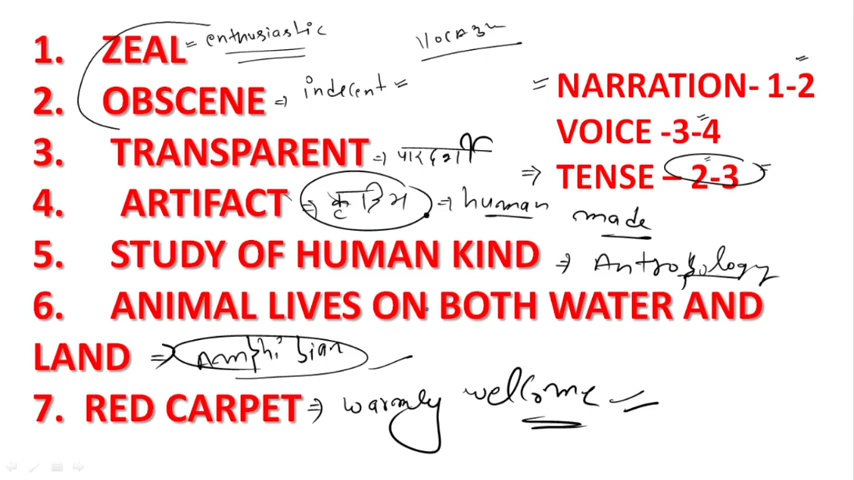 1. ZEAL = enthusiastic
2. OBSCENE ⇒ indecent =
3. TRANSPARENT ⇒ पारदर्शी
4. ARTIFACT ⇒ कृत्रिम ⇒ human made
5. STUDY OF HUMAN KIND ⇒
6. ANIMAL LIVES ON BOTH WATER AND
LAND ⇒ Amphibian
7. RED CARPET ⇒ warmly welcome
= NARRATION- 1-2
VOICE -3-4
⇒ TENSE – 2-3